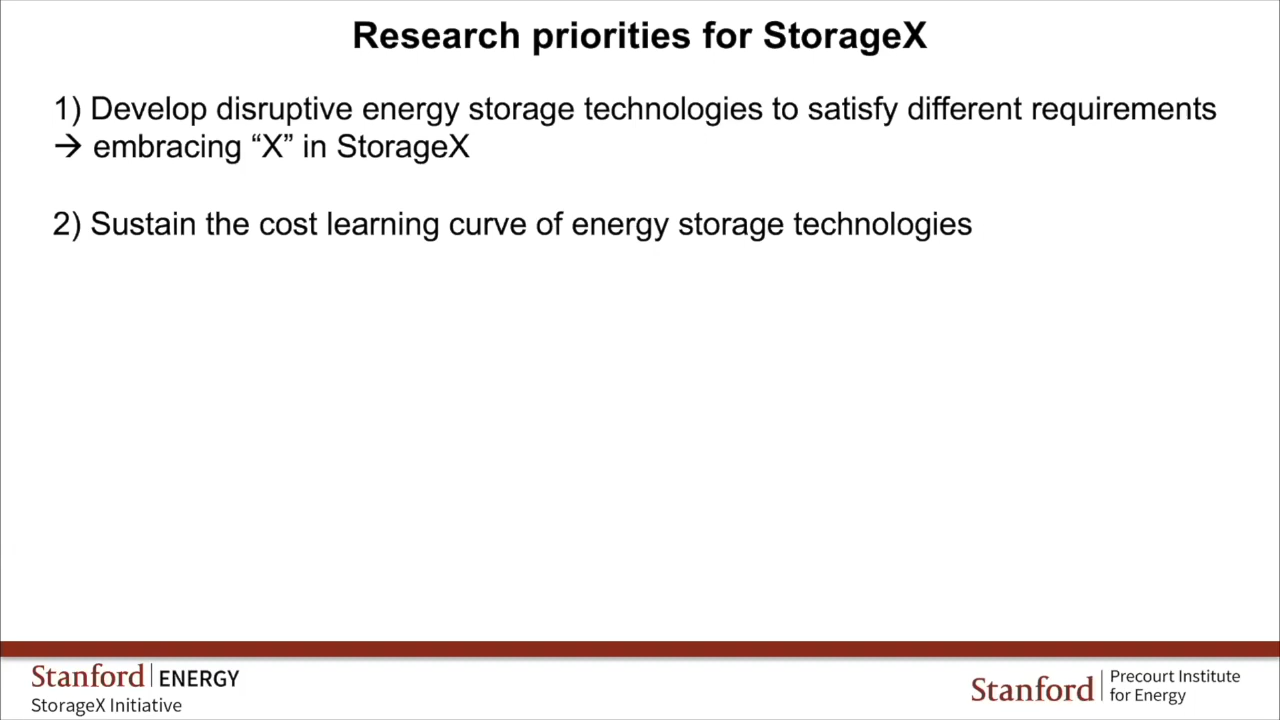 Research priorities for StorageX
1) Develop disruptive energy storage technologies to satisfy different requirements
→ embracing “X” in StorageX
2) Sustain the cost learning curve of energy storage technologies
Stanford | ENERGY
StorageX Initiative
Stanford | Precourt Institute
for Energy